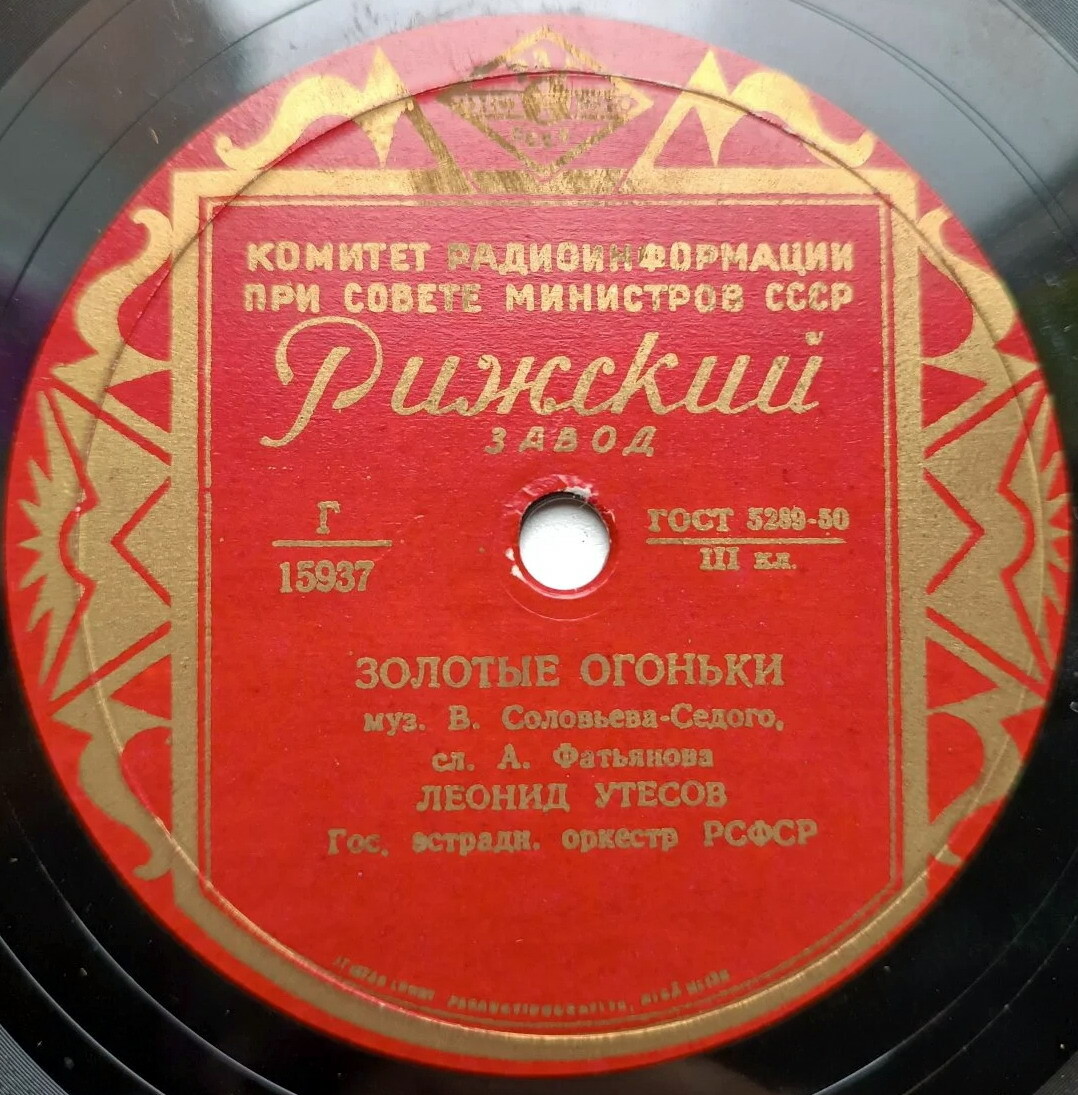 КОМИТЕТ РАДИОИНФОРМАЦИИ
ПРИ СОВЕТЕ МИНИСТРОВ СССР
Рижский
ЗАВОД
Г
15937
ГОСТ 5289-50
III кл.
ЗОЛОТЫЕ ОГОНЬКИ
муз. В. Соловьева-Седого,
сл. А. Фатьянова
ЛЕОНИД УТЕСОВ
Гос. эстрадн. оркестр РСФСР